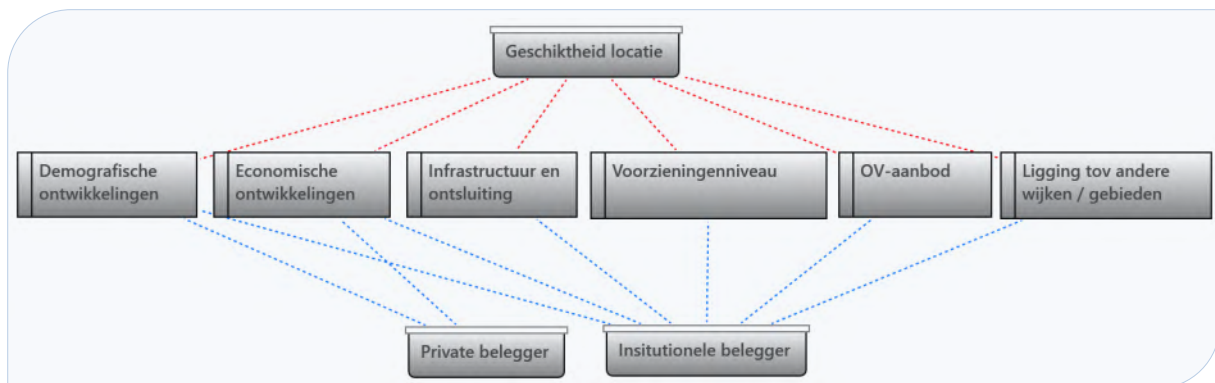 Geschiktheid locatie
Demografische
ontwikkelingen
Economische
ontwikkelingen
Infrastructuur en
ontsluiting
Voorzieningenniveau
OV-aanbod
Ligging tov andere
wijken / gebieden
Private belegger
Insitutionele belegger